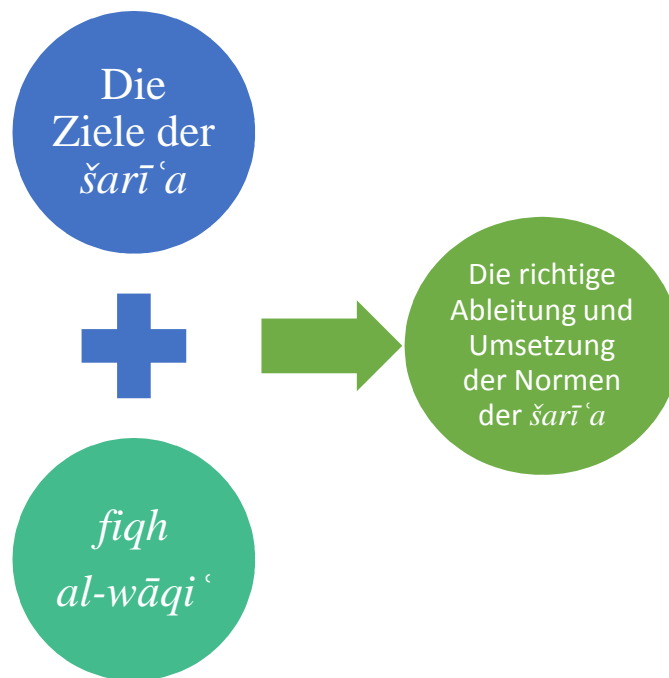 Die
Ziele der
šarīʿa
fiqh
al-wāqiʿ
Die richtige
Ableitung und
Umsetzung
der Normen
der šarīʿa